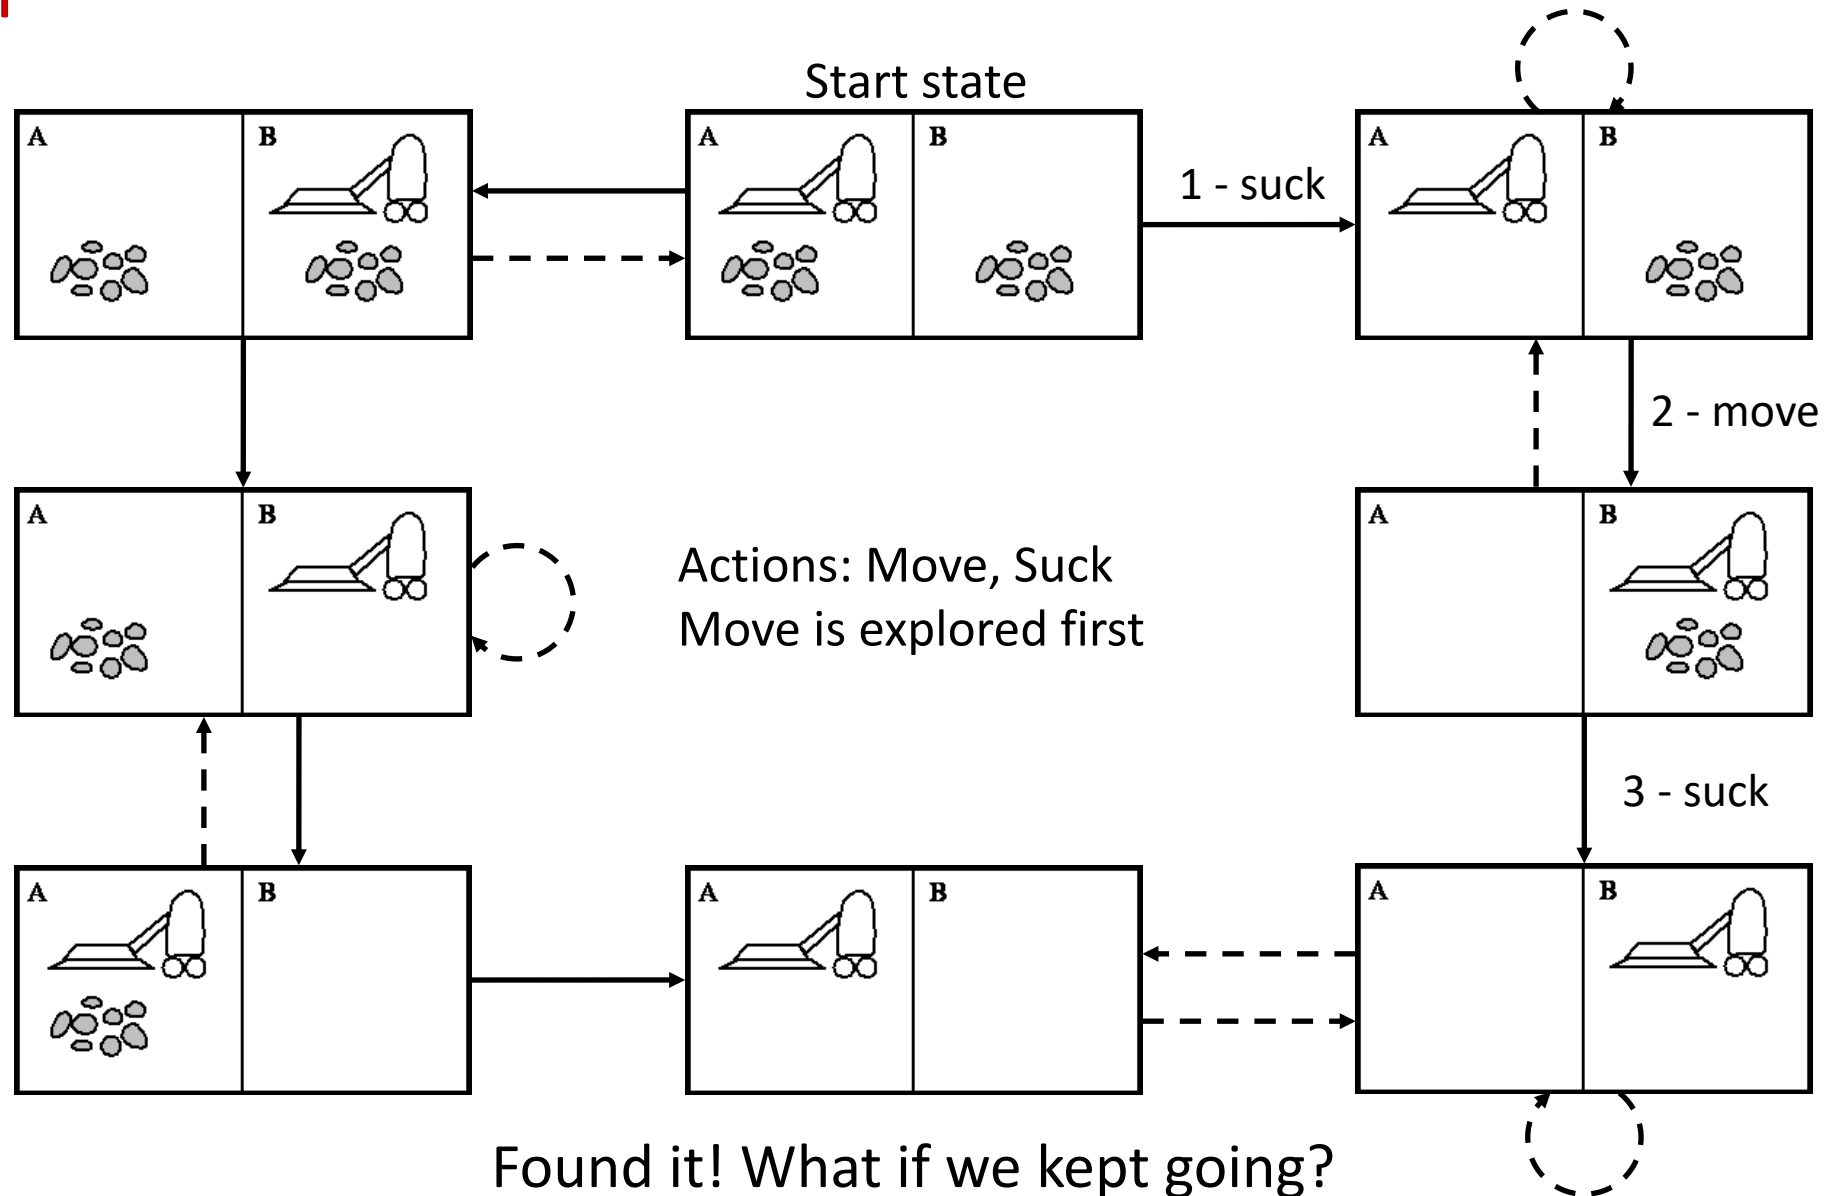 Start state
A B
A B
A B
1 - suck
2 - move
A B
Actions: Move, Suck
Move is explored first
A B
3 - suck
A B
A B
A B
Found it! What if we kept going?